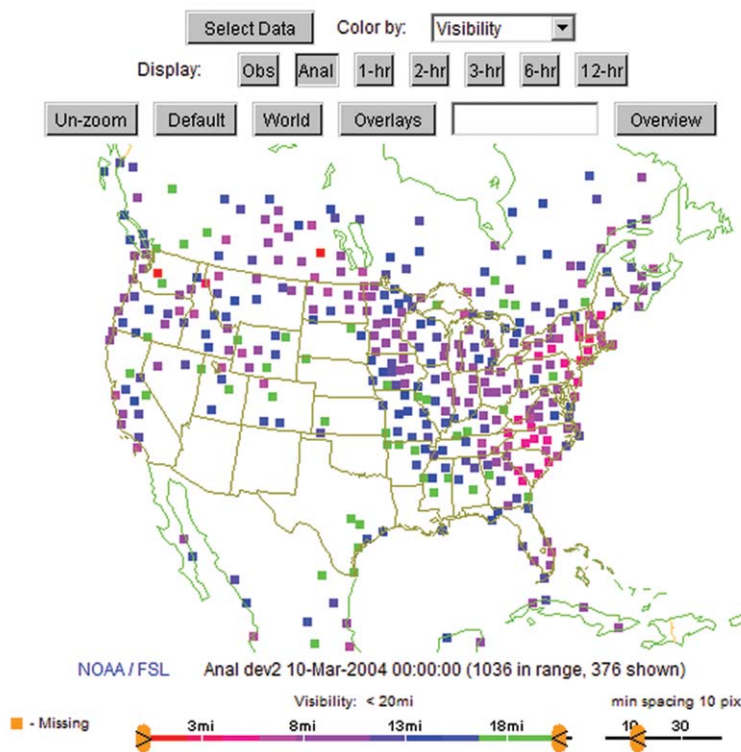 Select Data Color by: Visibility
Display: Obs Anal 1-hr 2-hr 3-hr 6-hr 12-hr
Un-zoom Default World Overlays Overview
NOAA / FSL Anal dev2 10-Mar-2004 00:00:00 (1036 in range, 376 shown)
Visibility: < 20mi min spacing 10 pix
- Missing 3mi 8mi 13mi 18mi 10 30